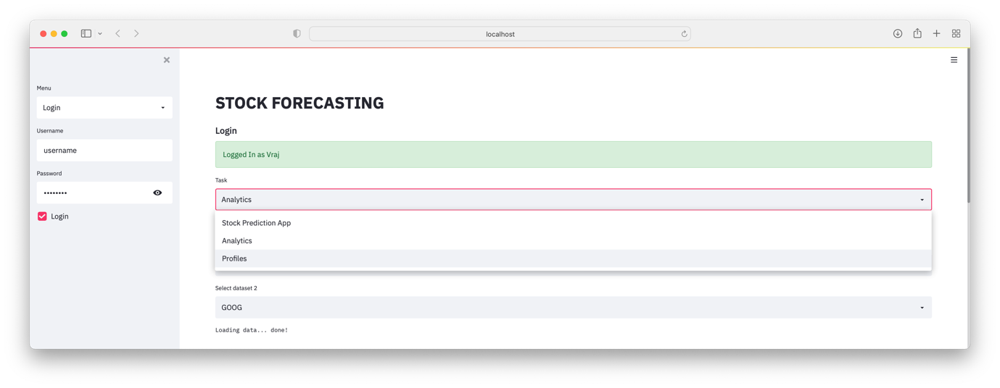 localhost
Menu
Login
Username
username
Password
••••••••
Login
STOCK FORECASTING
Login
Logged In as Vraj
Task
Analytics
Stock Prediction App
Analytics
Profiles
Select dataset 2
GOOG
Loading data... done!